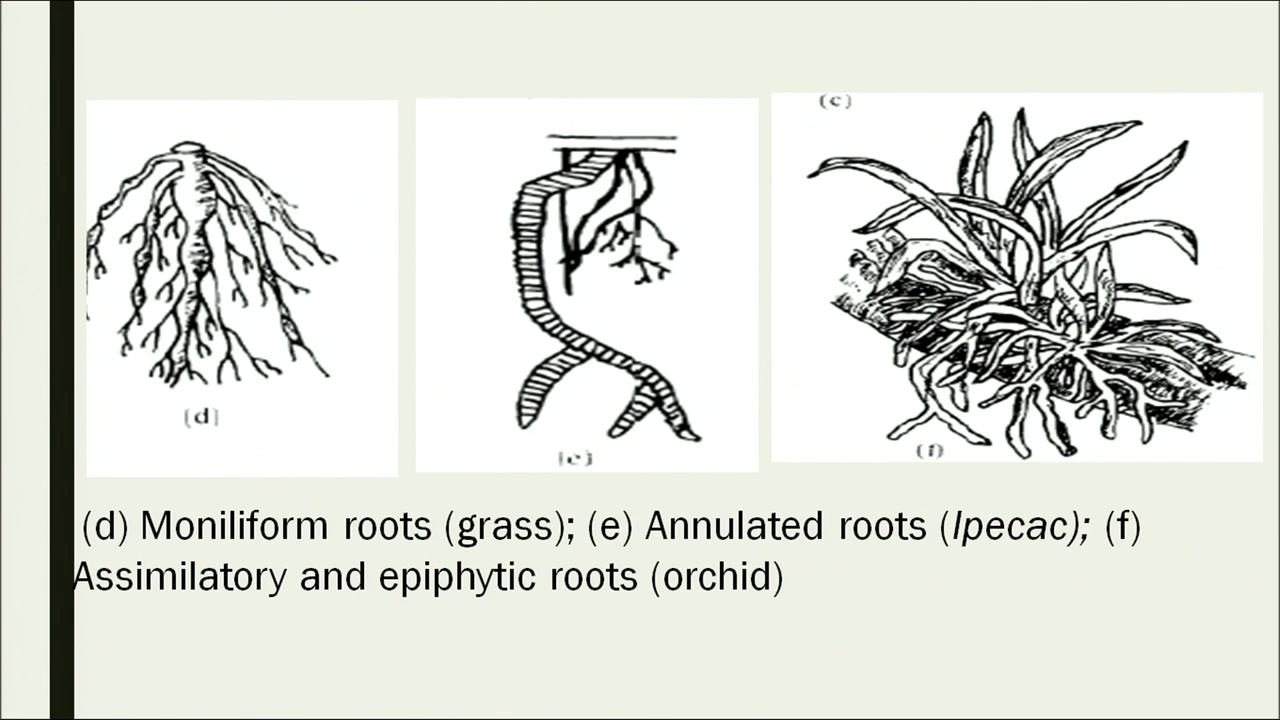 (c)
(d)
(e)
(f)
(d) Moniliform roots (grass); (e) Annulated roots (Ipecac); (f)
Assimilatory and epiphytic roots (orchid)